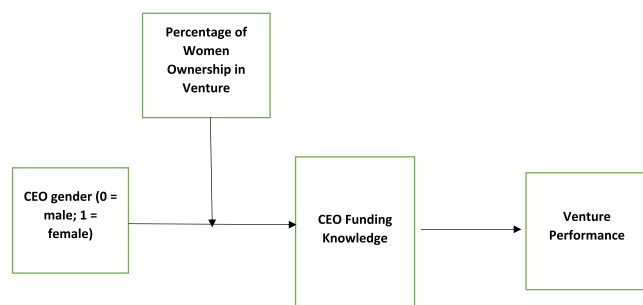 Percentage of
Women
Ownership in
Venture
CEO gender (0 =
male; 1 =
female)
CEO Funding
Knowledge
Venture
Performance